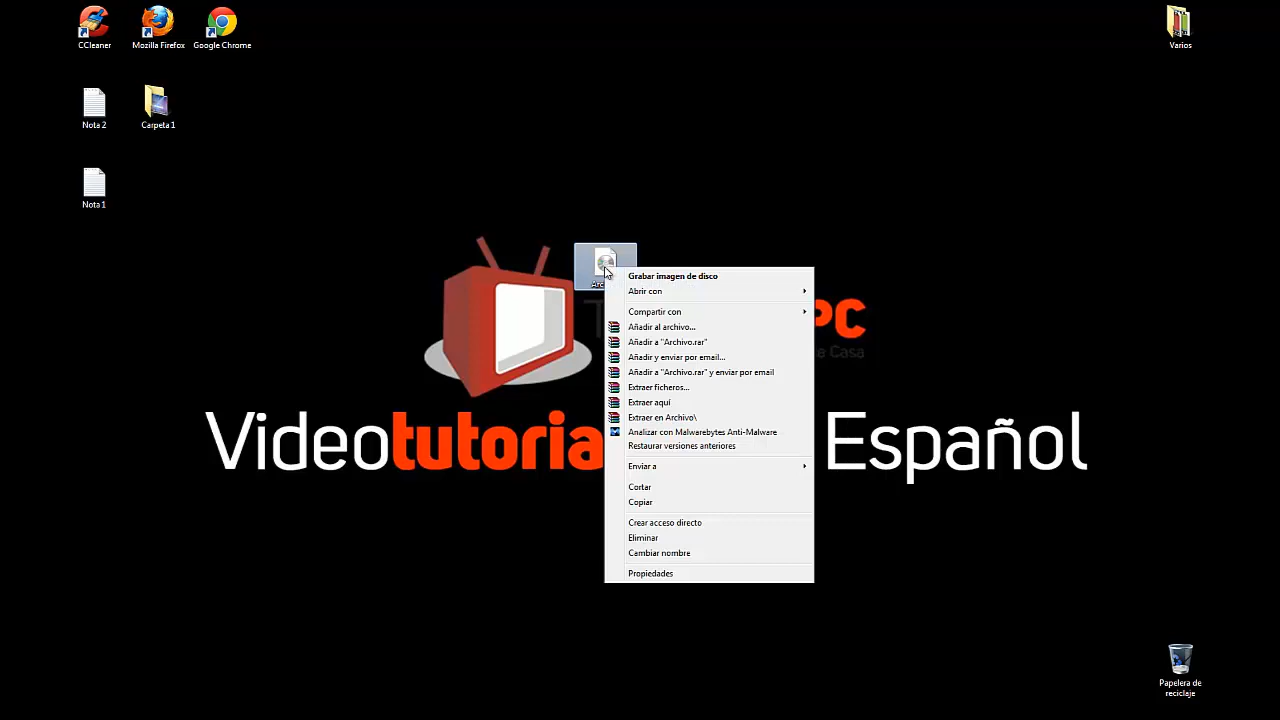 CCleaner
Mozilla Firefox
Google Chrome
Varios
Nota 2
Carpeta 1
Nota 1
Grabar imagen de disco
Abrir con
Compartir con
Añadir al archivo...
Añadir a "Archivo.rar"
Añadir y enviar por email...
Añadir a "Archivo.rar" y enviar por email
Extraer ficheros...
Extraer aquí
Extraer en Archivo\
Analizar con Malwarebytes Anti-Malware
Restaurar versiones anteriores
Enviar a
Cortar
Copiar
Crear acceso directo
Eliminar
Cambiar nombre
Propiedades
PC
Casa
Videotutoria Español
Papelera de
reciclaje